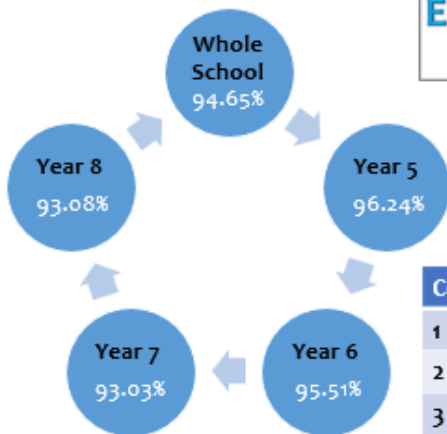 Whole
School
94.65%
E
Year 5
96.24%
Year 6
95.51%
Year 7
93.03%
Year 8
93.08%
C
1
2
3